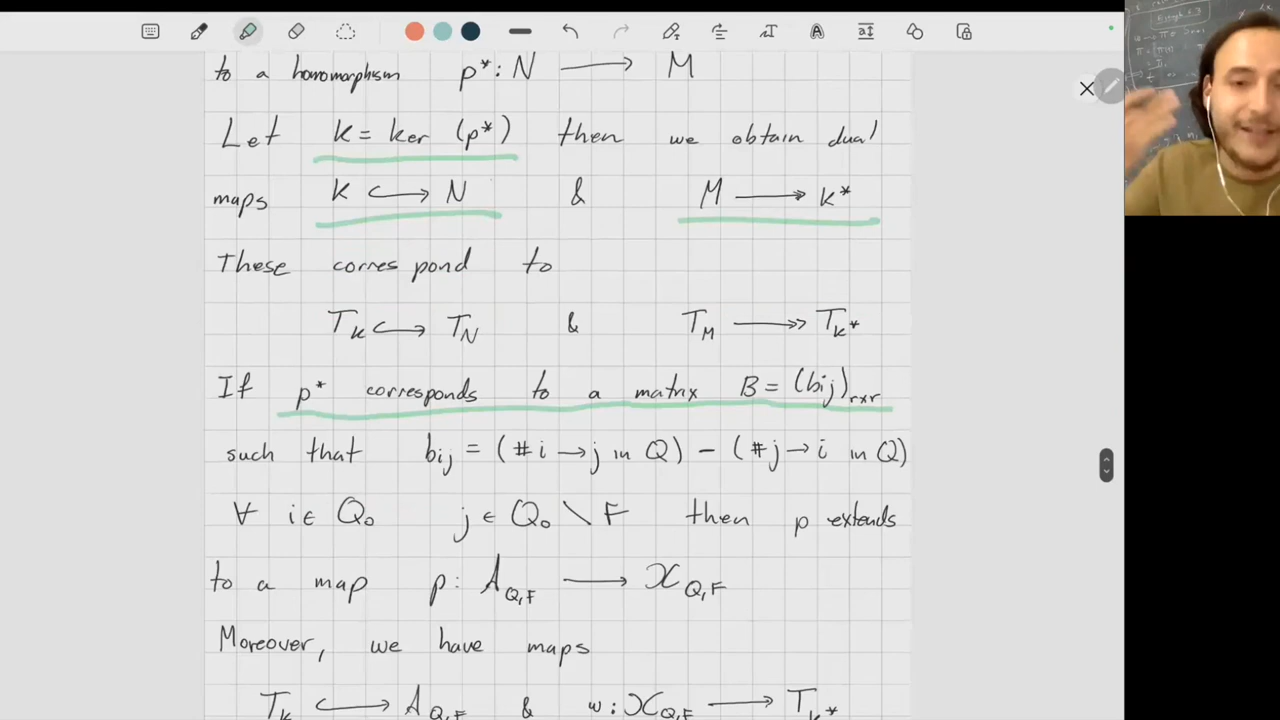 to a homomorphism p*: N ⟶ M
Let K = ker (p*) then we obtain dual
maps K ↪ N & M ↠ K*
These correspond to
T_K ↪ T_N & T_M ↠ T_K*
If p* corresponds to a matrix B = (bij)_rxr
such that bij = (# i → j in Q) - (# j → i in Q)
∀ i ∈ Q₀ j ∈ Q₀ \ F then p extends
to a map p: A_Q,F ⟶ X_Q,F
Moreover, we have maps
T_K ↪ A_Q,F & w: X_Q,F ⟶ T_K*